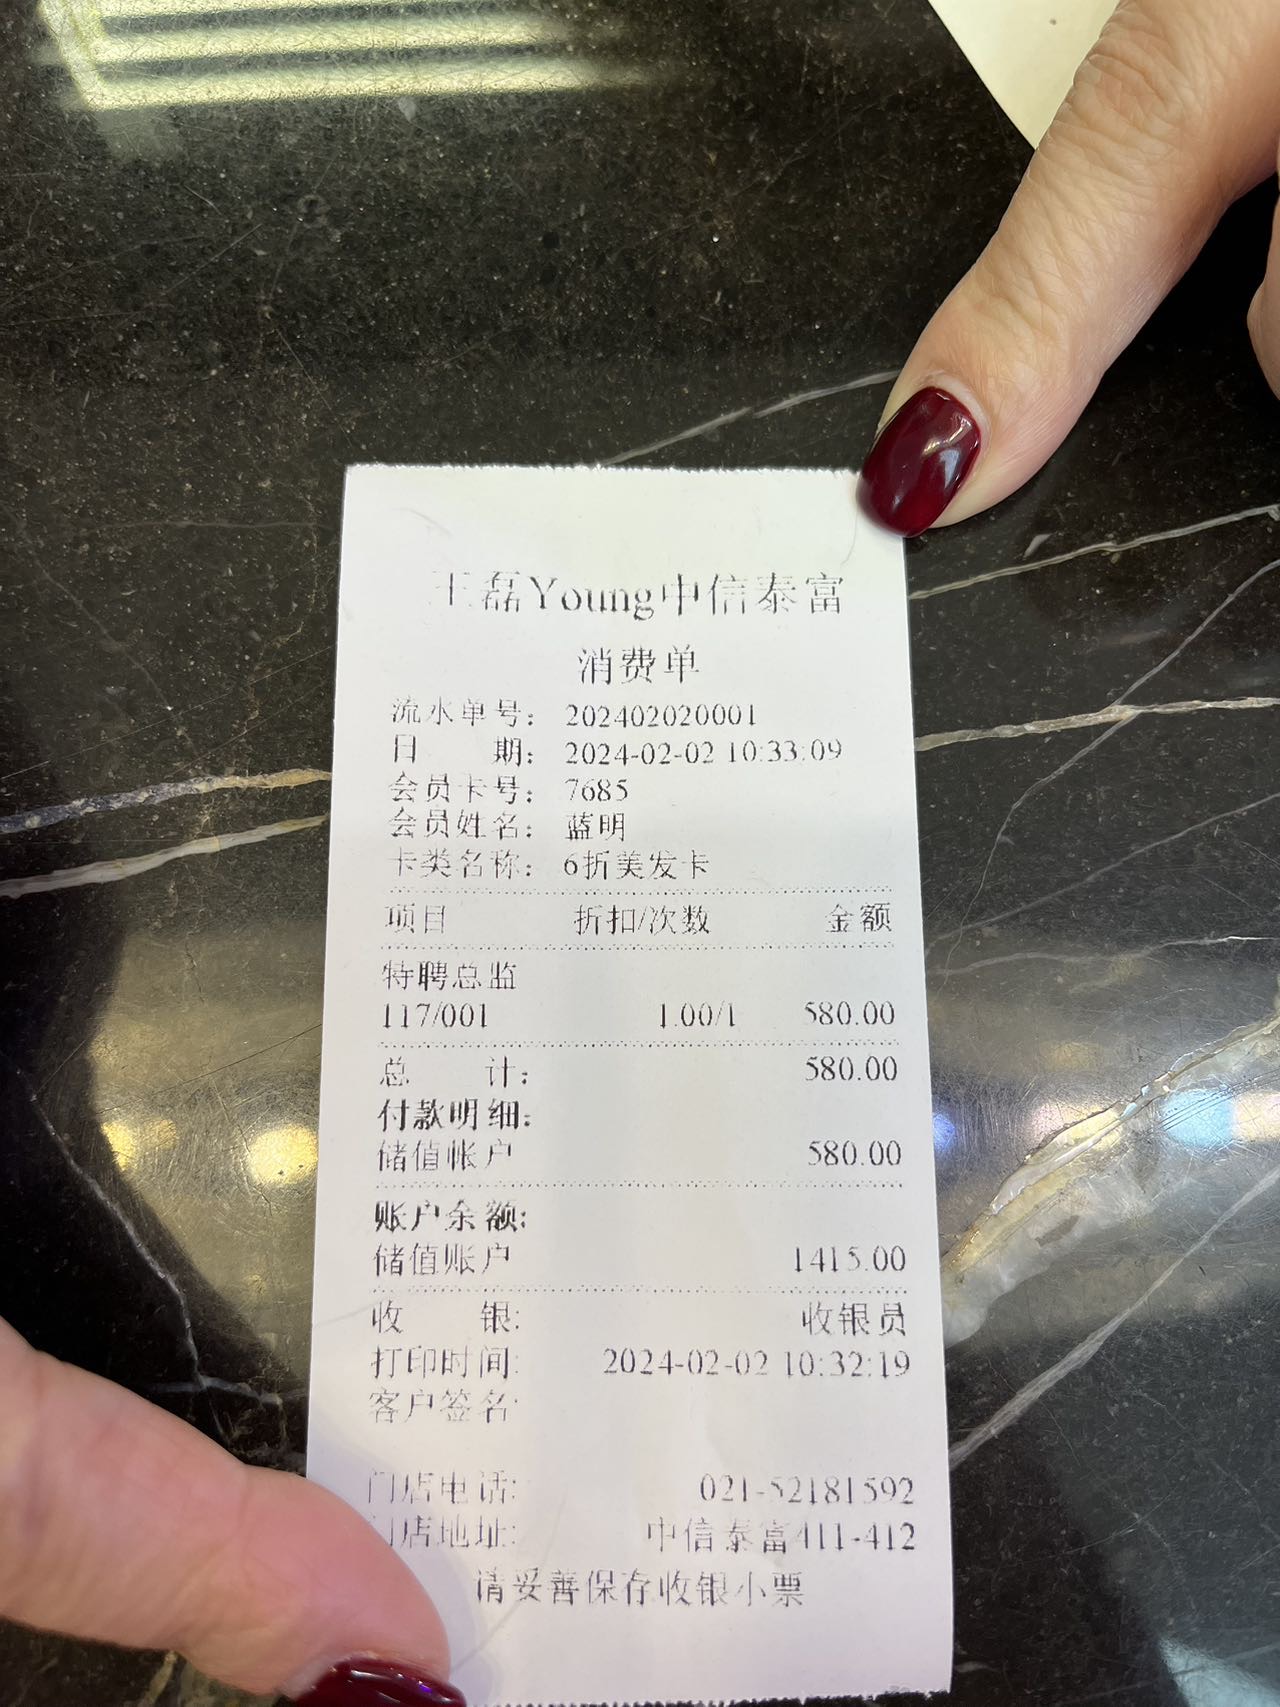 王磊Young中信泰富
消费单
流水单号： 202402020001
日 期： 2024-02-02 10:33:09
会员卡号： 7685
会员姓名： 蓝明
卡类名称： 6折美发卡
项目 折扣/次数 金额
特聘总监
117/001 1.00/1 580.00
总 计： 580.00
付款明细：
储值帐户 580.00
账户余额：
储值账户 1415.00
收 银： 收银员
打印时间： 2024-02-02 10:32:19
客户签名：
门店电话： 021-52181592
门店地址： 中信泰富411-412
请妥善保存收银小票